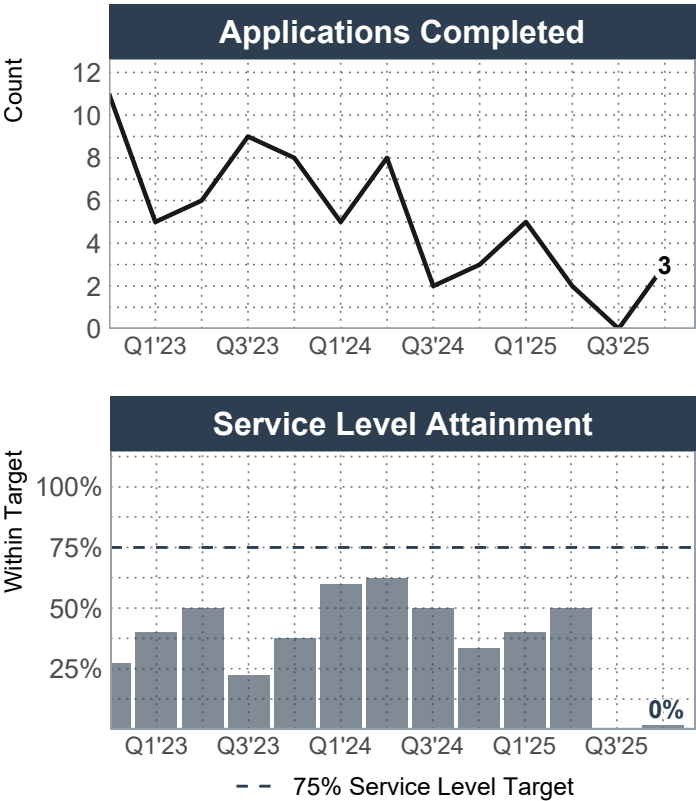 Applications Completed
Count
12
10
8
6
4
2
0
3
Q1'23 Q3'23 Q1'24 Q3'24 Q1'25 Q3'25
Service Level Attainment
Within Target
100%
75%
50%
25%
0%
Q1'23 Q3'23 Q1'24 Q3'24 Q1'25 Q3'25
75% Service Level Target